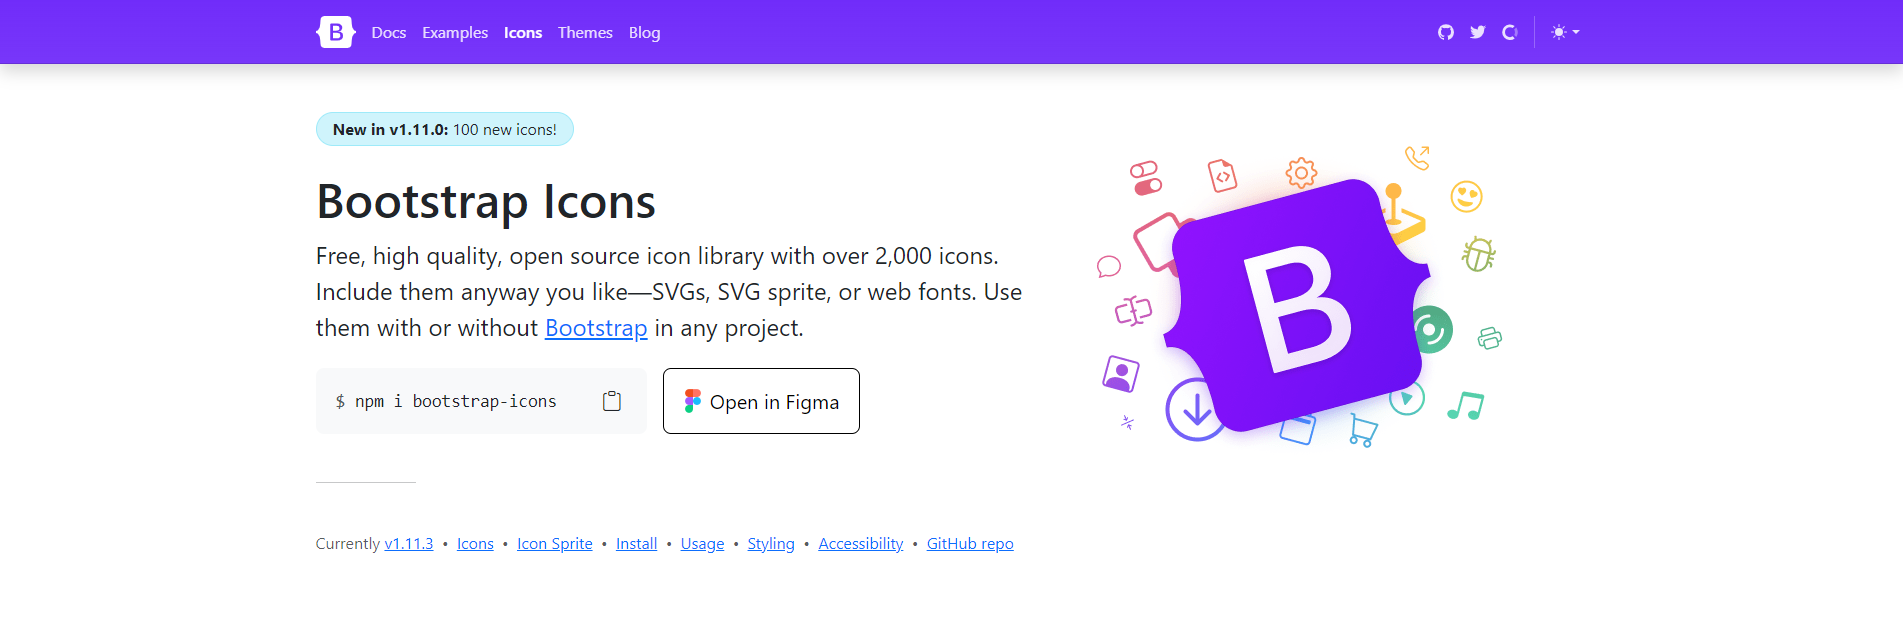 B Docs Examples Icons Themes Blog
New in v1.11.0: 100 new icons!
Bootstrap Icons
Free, high quality, open source icon library with over 2,000 icons.
Include them anyway you like—SVGs, SVG sprite, or web fonts. Use
them with or without Bootstrap in any project.
$ npm i bootstrap-icons
Open in Figma
Currently v1.11.3 • Icons • Icon Sprite • Install • Usage • Styling • Accessibility • GitHub repo
B